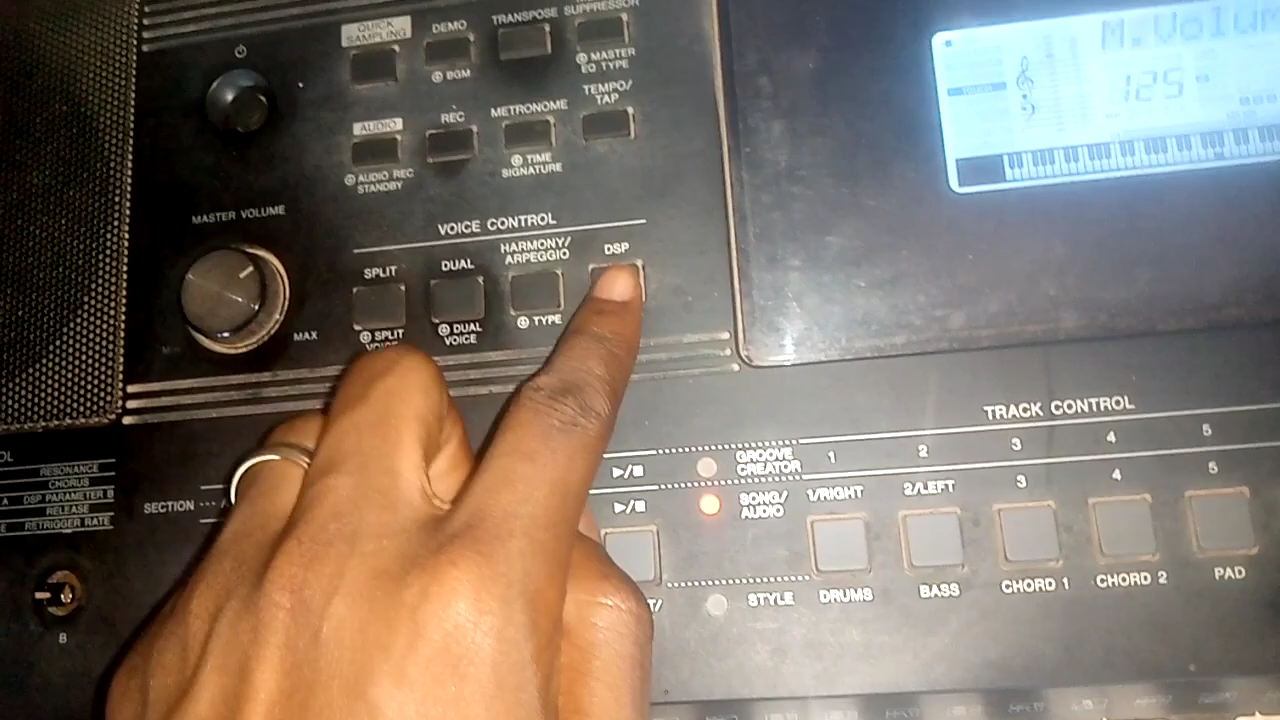 QUICK
SAMPLING
DEMO
BGM
TRANSPOSE
SUPPRESSOR
MASTER
EQ TYPE
AUDIO
AUDIO REC
STANDBY
REC
METRONOME
TIME
SIGNATURE
TEMPO/
TAP
MASTER VOLUME
MAX
VOICE CONTROL
SPLIT
SPLIT
DUAL
DUAL
VOICE
HARMONY/
ARPEGGIO
TYPE
DSP
M.Volum
125
TRACK CONTROL
GROOVE
CREATOR
1
2
3
4
5
SONG/
AUDIO
1/RIGHT
2/LEFT
3
4
5
STYLE
DRUMS
BASS
CHORD 1
CHORD 2
PAD
SECTION
RESONANCE
CHORUS
A DSP PARAMETER B
RELEASE
RETRIGGER RATE
B